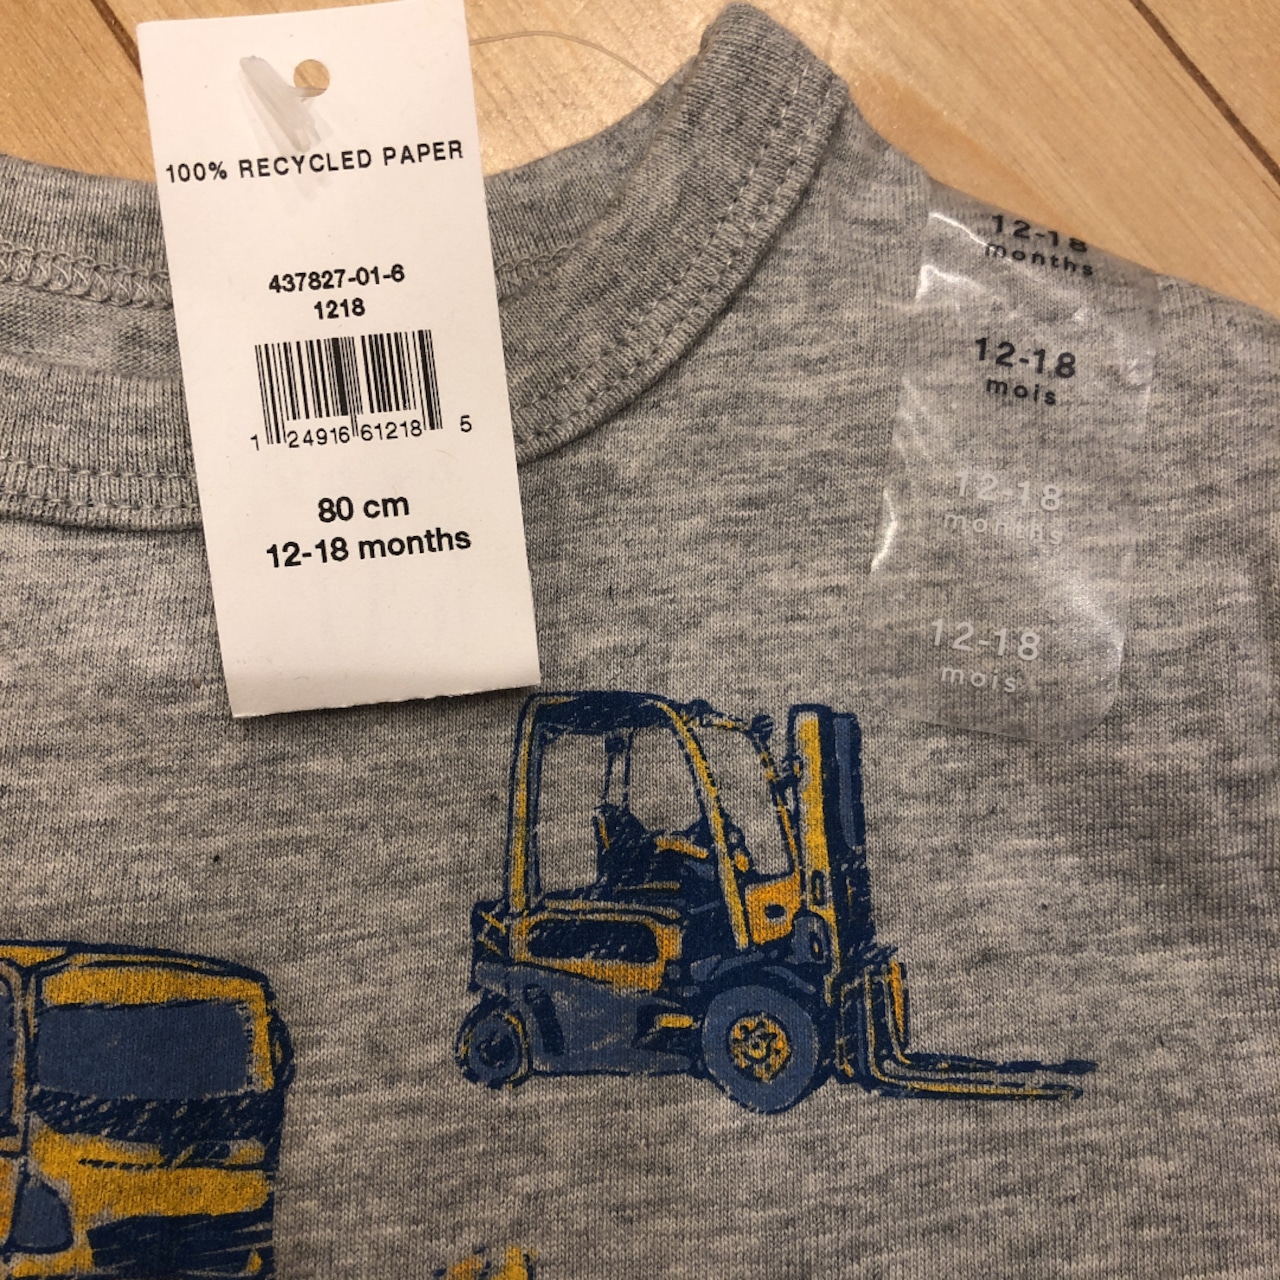 100% RECYCLED PAPER
437827-01-6
1218
1 24916 61218 5
80 cm
12-18 months
12-18
months
12-18
mois
12-18
months
12-18
mois